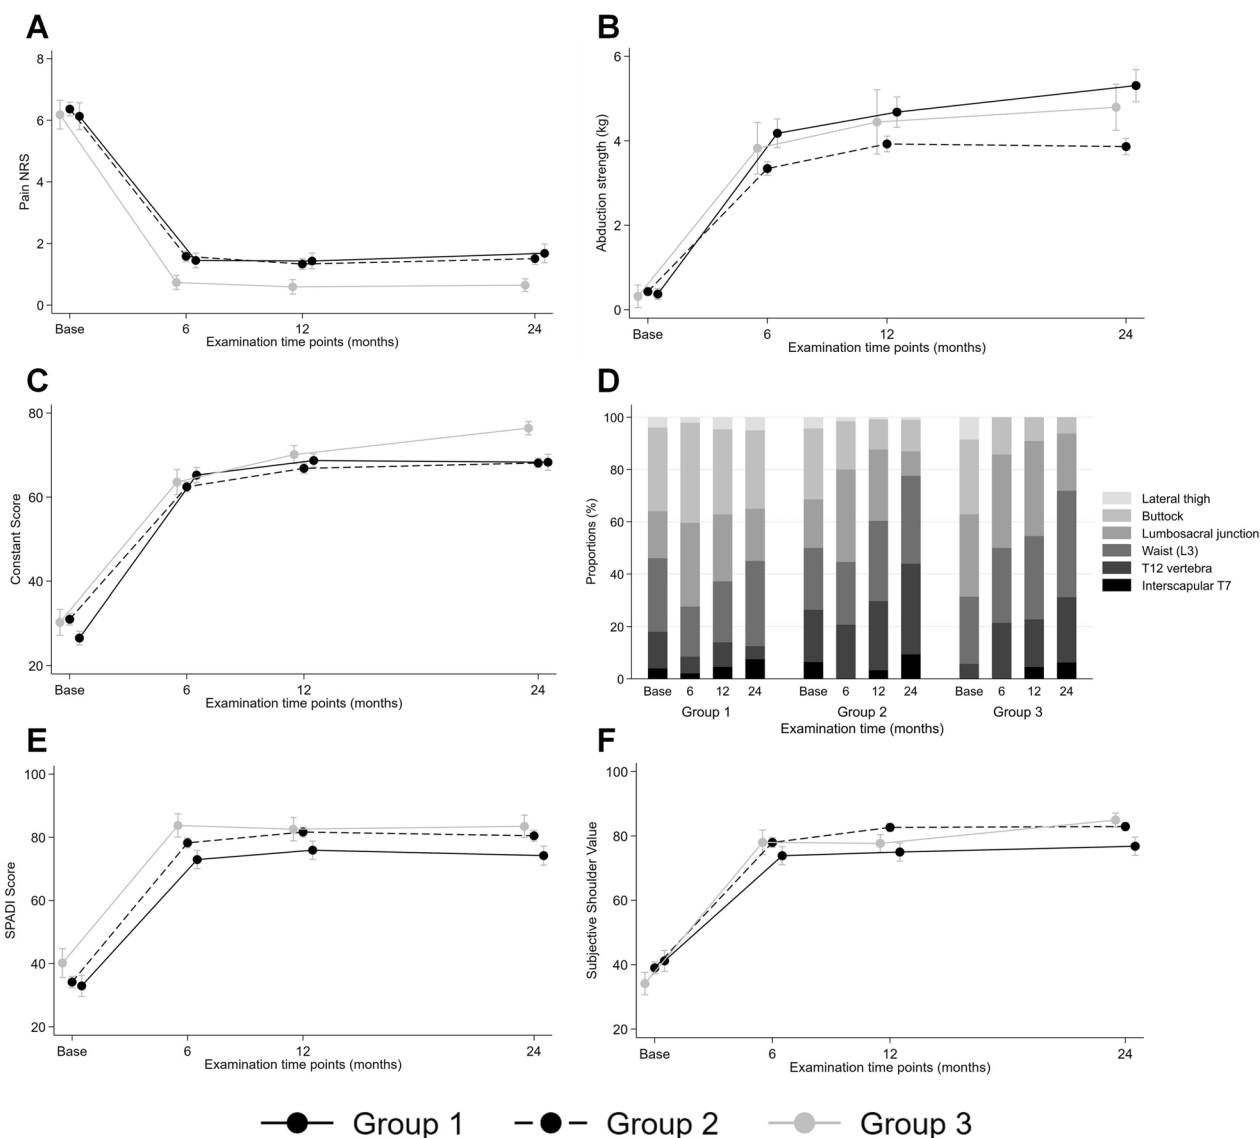 A
Pain NRS
8
6
4
2
0
Base 6 12 24
Examination time points (months)
B
Abduction strength (kg)
6
4
2
0
Base 6 12 24
Examination time points (months)
C
Constant Score
80
60
40
20
Base 6 12 24
Examination time points (months)
D
Proportions (%)
100
80
60
40
20
0
Base 6 12 24 Base 6 12 24 Base 6 12 24
Group 1 Group 2 Group 3
Examination time (months)
Lateral thigh
Buttock
Lumbosacral junction
Waist (L3)
T12 vertebra
Interscapular T7
E
SPADI Score
100
80
60
40
20
Base 6 12 24
Examination time points (months)
F
Subjective Shoulder Value
100
80
60
40
20
Base 6 12 24
Examination time points (months)
Group 1 Group 2 Group 3